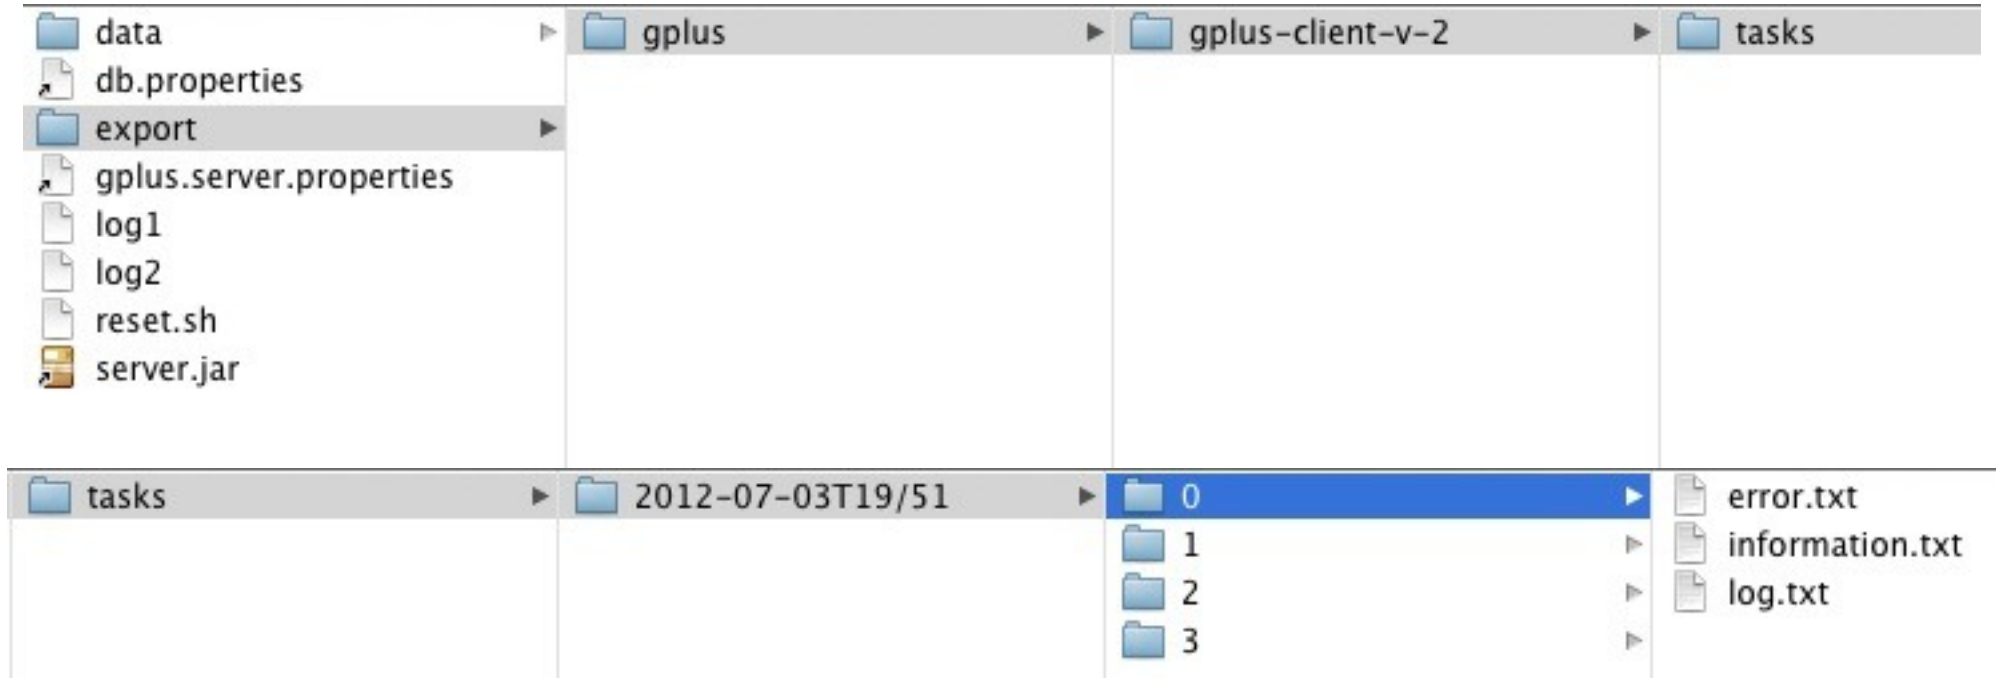 data gplus gplus-client-v-2 tasks
db.properties
export
gplus.server.properties
log1
log2
reset.sh
server.jar
tasks 2012-07-03T19/51 0 error.txt
1 information.txt
2 log.txt
3